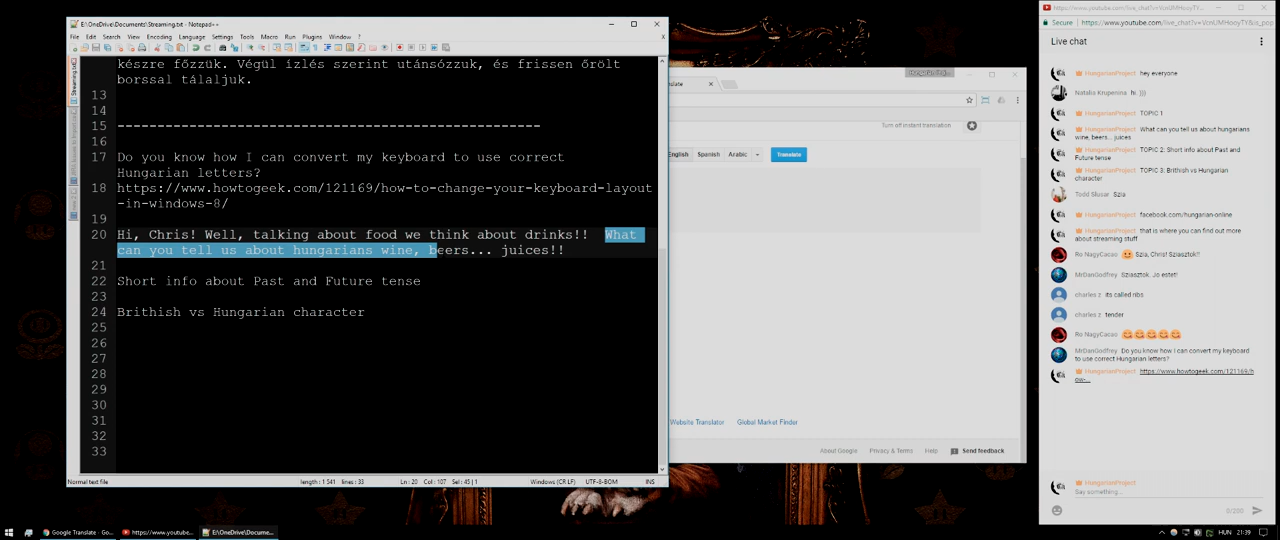 E:\OneDrive\Documents\Streaming.txt - Notepad++
File Edit Search View Encoding Language Settings Tools Macro Run Plugins Window ?
készre főzzük. Végül ízlés szerint utánsózzuk, és frissen őrölt
borssal tálaljuk.
13
14
15 -----------------------------------------------------
16
17 Do you know how I can convert my keyboard to use correct
Hungarian letters?
18 https://www.howtogeek.com/121169/how-to-change-your-keyboard-layout
-in-windows-8/
19
20 Hi, Chris! Well, talking about food we think about drinks!! What
can you tell us about hungarians wine, beers... juices!!
21
22 Short info about Past and Future tense
23
24 Brithish vs Hungarian character
25
26
27
28
29
30
31
32
33
Normal text file
length : 1 541 lines : 33
Ln : 20 Col : 107 Sel : 45 | 1
Windows (CR LF)
UTF-8-BOM
INS
Turn off instant translation
English Spanish Arabic
Translate
Website Translator Global Market Finder
About Google Privacy & Terms Help Send feedback
Live chat
HungarianProject hey everyone
Natalia Krupenina hi. )))
HungarianProject TOPIC 1
HungarianProject What can you tell us about hungarians
wine, beers... juices
HungarianProject TOPIC 2: Short info about Past and
Future tense
HungarianProject TOPIC 3; Brithish vs Hungarian
character
Todd Slusar Szia
HungarianProject facebook.com/hungarian-online
HungarianProject that is where you can find out more
about streaming stuff
Ro NagyCacao Szia, Chris! Sziasztok!!
MrDanGodfrey Sziasztok. Jo estet!
charles z its called ribs
charles z tender
Ro NagyCacao
MrDanGodfrey Do you know how I can convert my keyboard
to use correct Hungarian letters?
HungarianProject https://www.howtogeek.com/121169/h
ow-...
HungarianProject
Say something...
0/200
Google Translate - Go...
https://www.youtube...
E:\OneDrive\Docume...
HUN 21:39